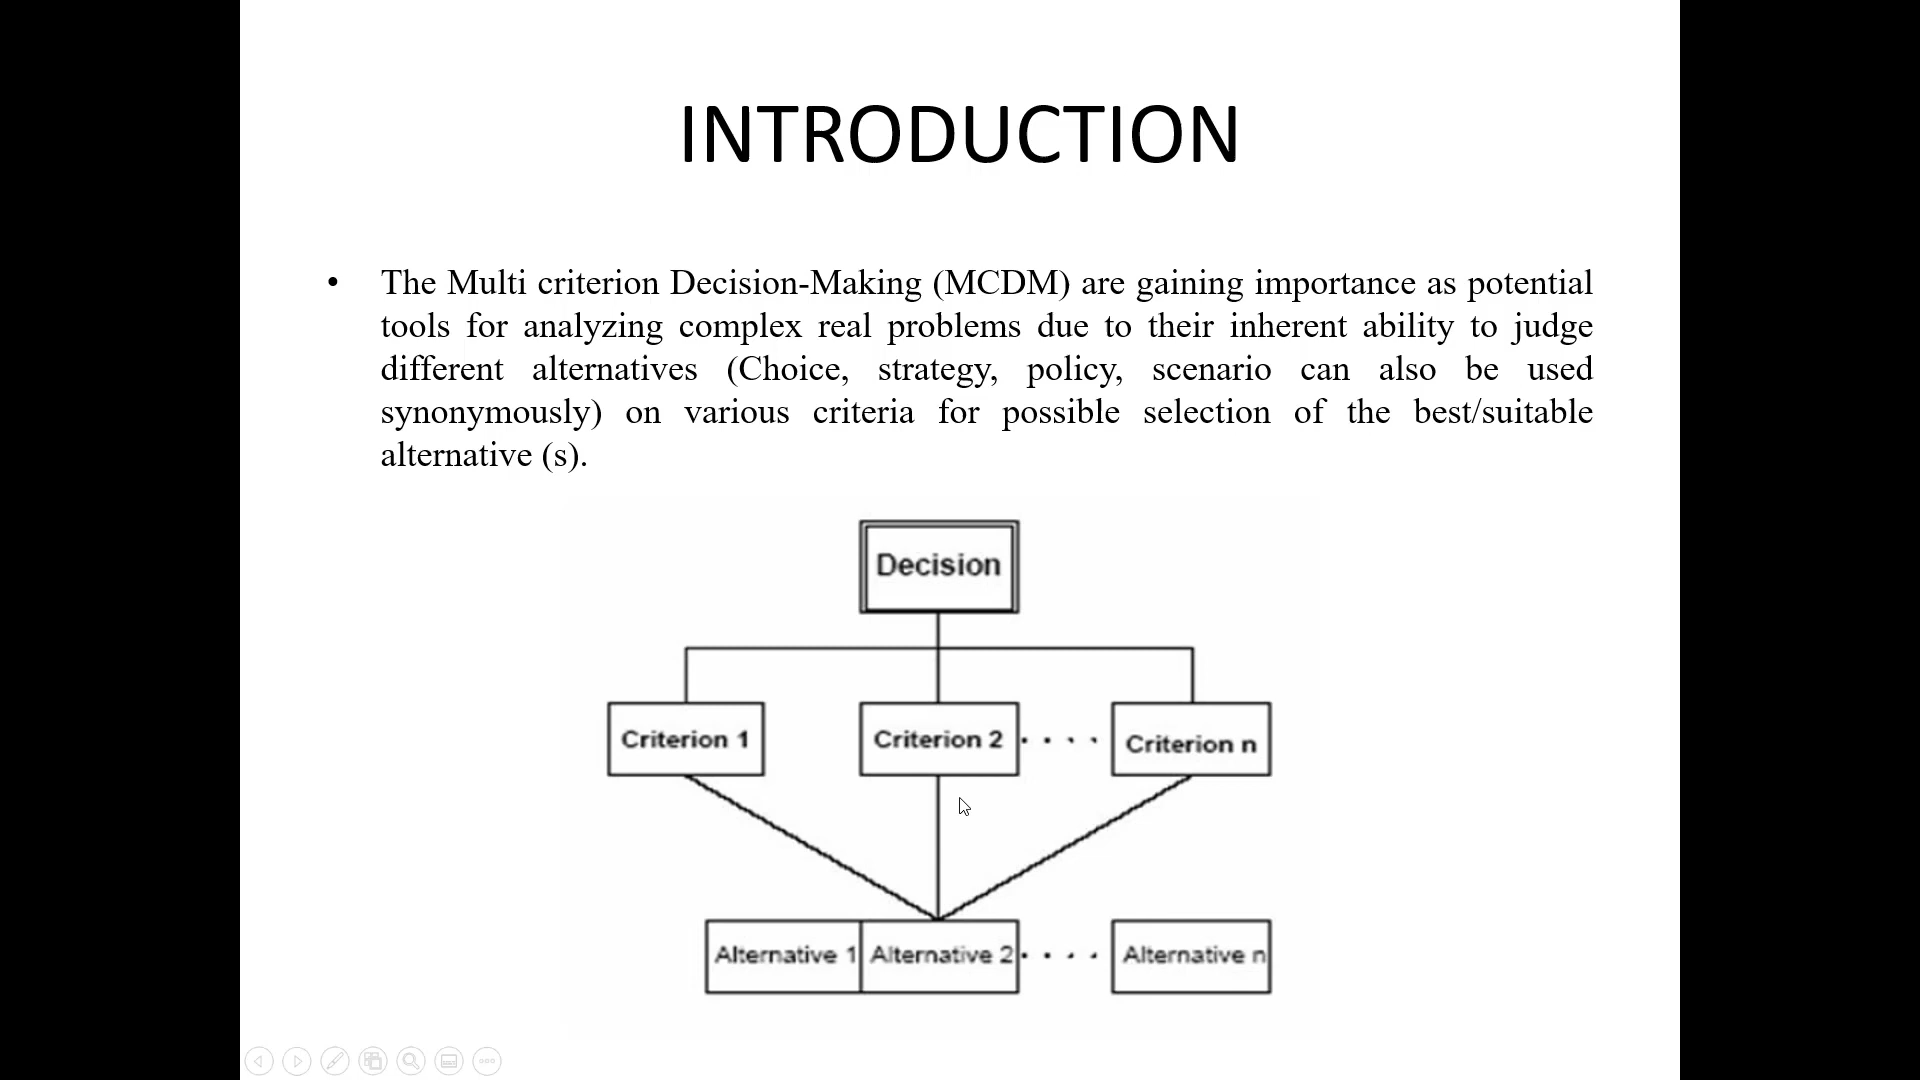 INTRODUCTION
• The Multi criterion Decision-Making (MCDM) are gaining importance as potential
tools for analyzing complex real problems due to their inherent ability to judge
different alternatives (Choice, strategy, policy, scenario can also be used
synonymously) on various criteria for possible selection of the best/suitable
alternative (s).
Decision
Criterion 1 Criterion 2 . . . . Criterion n
Alternative 1 Alternative 2 . . . . Alternative n